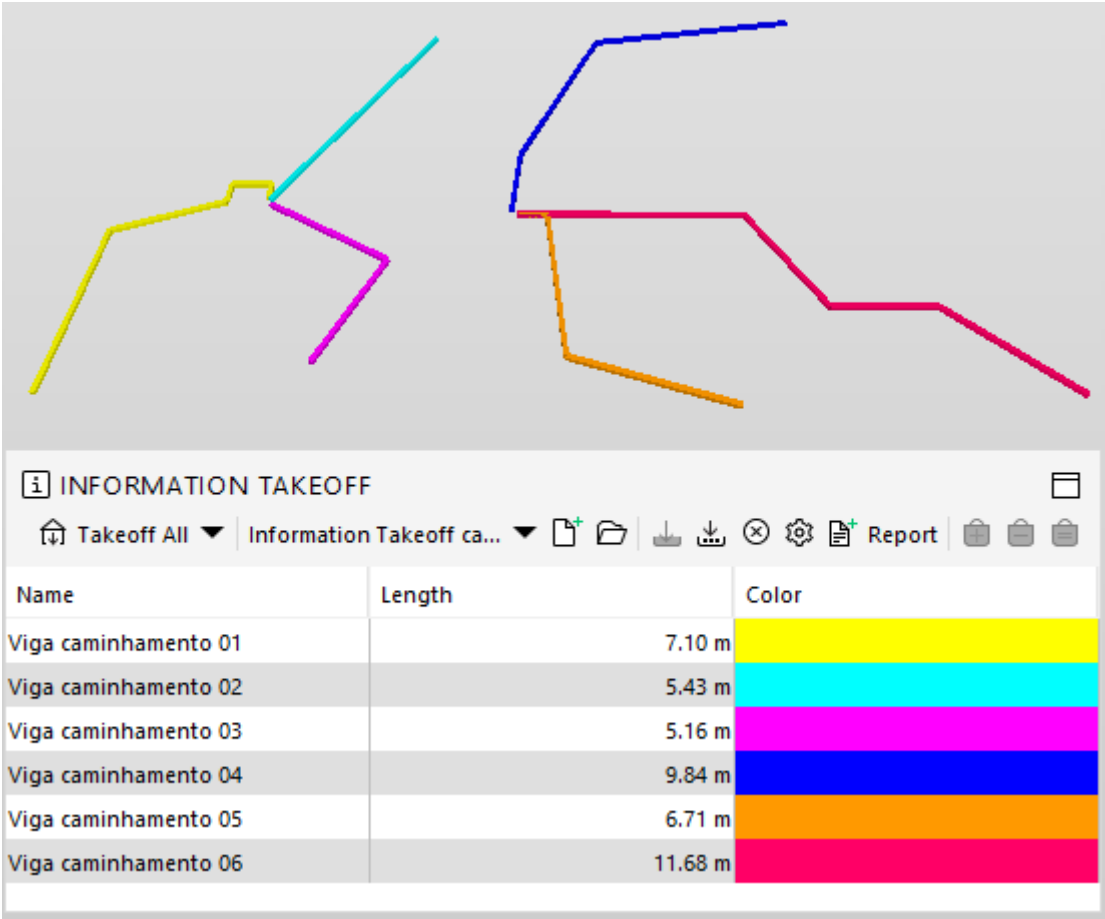 i INFORMATION TAKEOFF
Takeoff All Information Takeoff ca... Report
Name Length Color
Viga caminhamento 01 7.10 m
Viga caminhamento 02 5.43 m
Viga caminhamento 03 5.16 m
Viga caminhamento 04 9.84 m
Viga caminhamento 05 6.71 m
Viga caminhamento 06 11.68 m